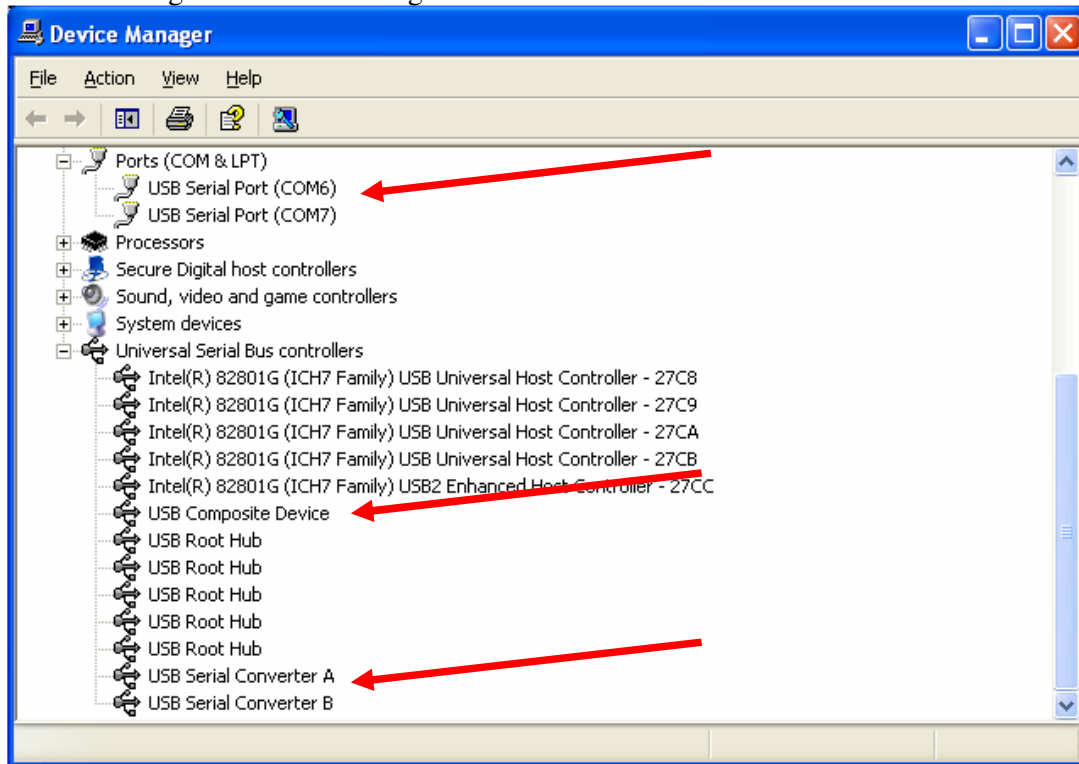 Device Manager
File Action View Help
Ports (COM & LPT)
USB Serial Port (COM6)
USB Serial Port (COM7)
Processors
Secure Digital host controllers
Sound, video and game controllers
System devices
Universal Serial Bus controllers
Intel(R) 82801G (ICH7 Family) USB Universal Host Controller - 27C8
Intel(R) 82801G (ICH7 Family) USB Universal Host Controller - 27C9
Intel(R) 82801G (ICH7 Family) USB Universal Host Controller - 27CA
Intel(R) 82801G (ICH7 Family) USB Universal Host Controller - 27CB
Intel(R) 82801G (ICH7 Family) USB2 Enhanced Host Controller - 27CC
USB Composite Device
USB Root Hub
USB Root Hub
USB Root Hub
USB Root Hub
USB Root Hub
USB Serial Converter A
USB Serial Converter B